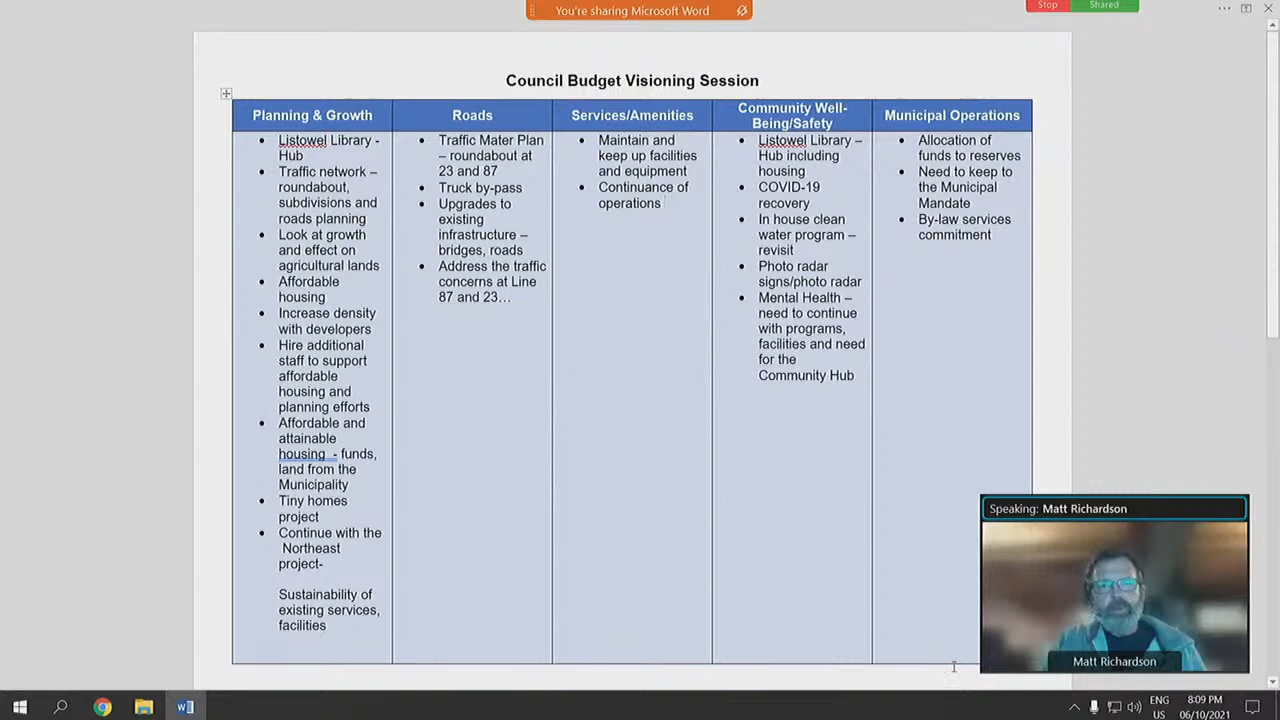 You're sharing Microsoft Word
Stop
Shared
Council Budget Visioning Session
Planning & Growth
Listowel Library -
Hub
Traffic network –
roundabout,
subdivisions and
roads planning
Look at growth
and effect on
agricultural lands
Affordable
housing
Increase density
with developers
Hire additional
staff to support
affordable
housing and
planning efforts
Affordable and
attainable
housing - funds,
land from the
Municipality
Tiny homes
project
Continue with the
Northeast
project-
Sustainability of
existing services,
facilities
Roads
Traffic Mater Plan
– roundabout at
23 and 87
Truck by-pass
Upgrades to
existing
infrastructure –
bridges, roads
Address the traffic
concerns at Line
87 and 23…
Services/Amenities
Maintain and
keep up facilities
and equipment
Continuance of
operations
Community Well-
Being/Safety
Listowel Library –
Hub including
housing
COVID-19
recovery
In house clean
water program –
revisit
Photo radar
signs/photo radar
Mental Health –
need to continue
with programs,
facilities and need
for the
Community Hub
Municipal Operations
Allocation of
funds to reserves
Need to keep to
the Municipal
Mandate
By-law services
commitment
Speaking: Matt Richardson
Matt Richardson
ENG
US
8:09 PM
06/10/2021